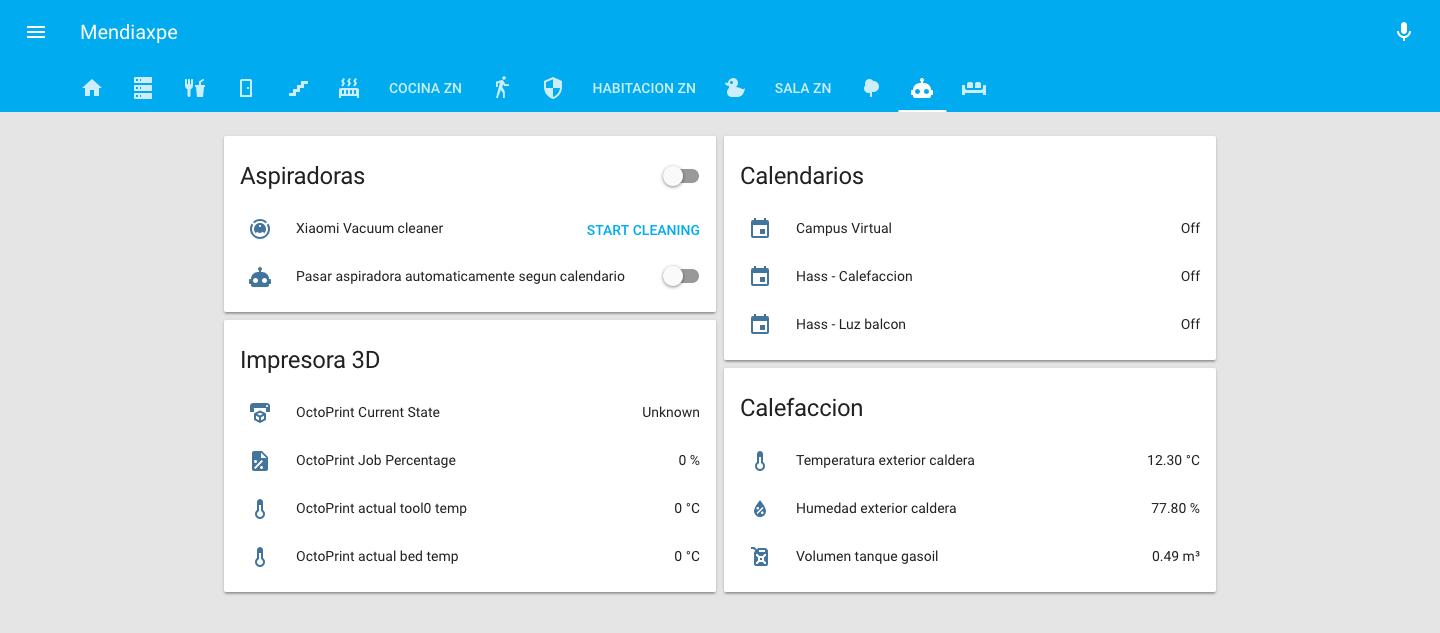 Mendiaxpe
COCINA ZN
HABITACION ZN
SALA ZN
Aspiradoras
Xiaomi Vacuum cleaner START CLEANING
Pasar aspiradora automaticamente segun calendario
Impresora 3D
OctoPrint Current State Unknown
OctoPrint Job Percentage 0 %
OctoPrint actual tool0 temp 0 °C
OctoPrint actual bed temp 0 °C
Calendarios
Campus Virtual Off
Hass - Calefaccion Off
Hass - Luz balcon Off
Calefaccion
Temperatura exterior caldera 12.30 °C
Humedad exterior caldera 77.80 %
Volumen tanque gasoil 0.49 m³